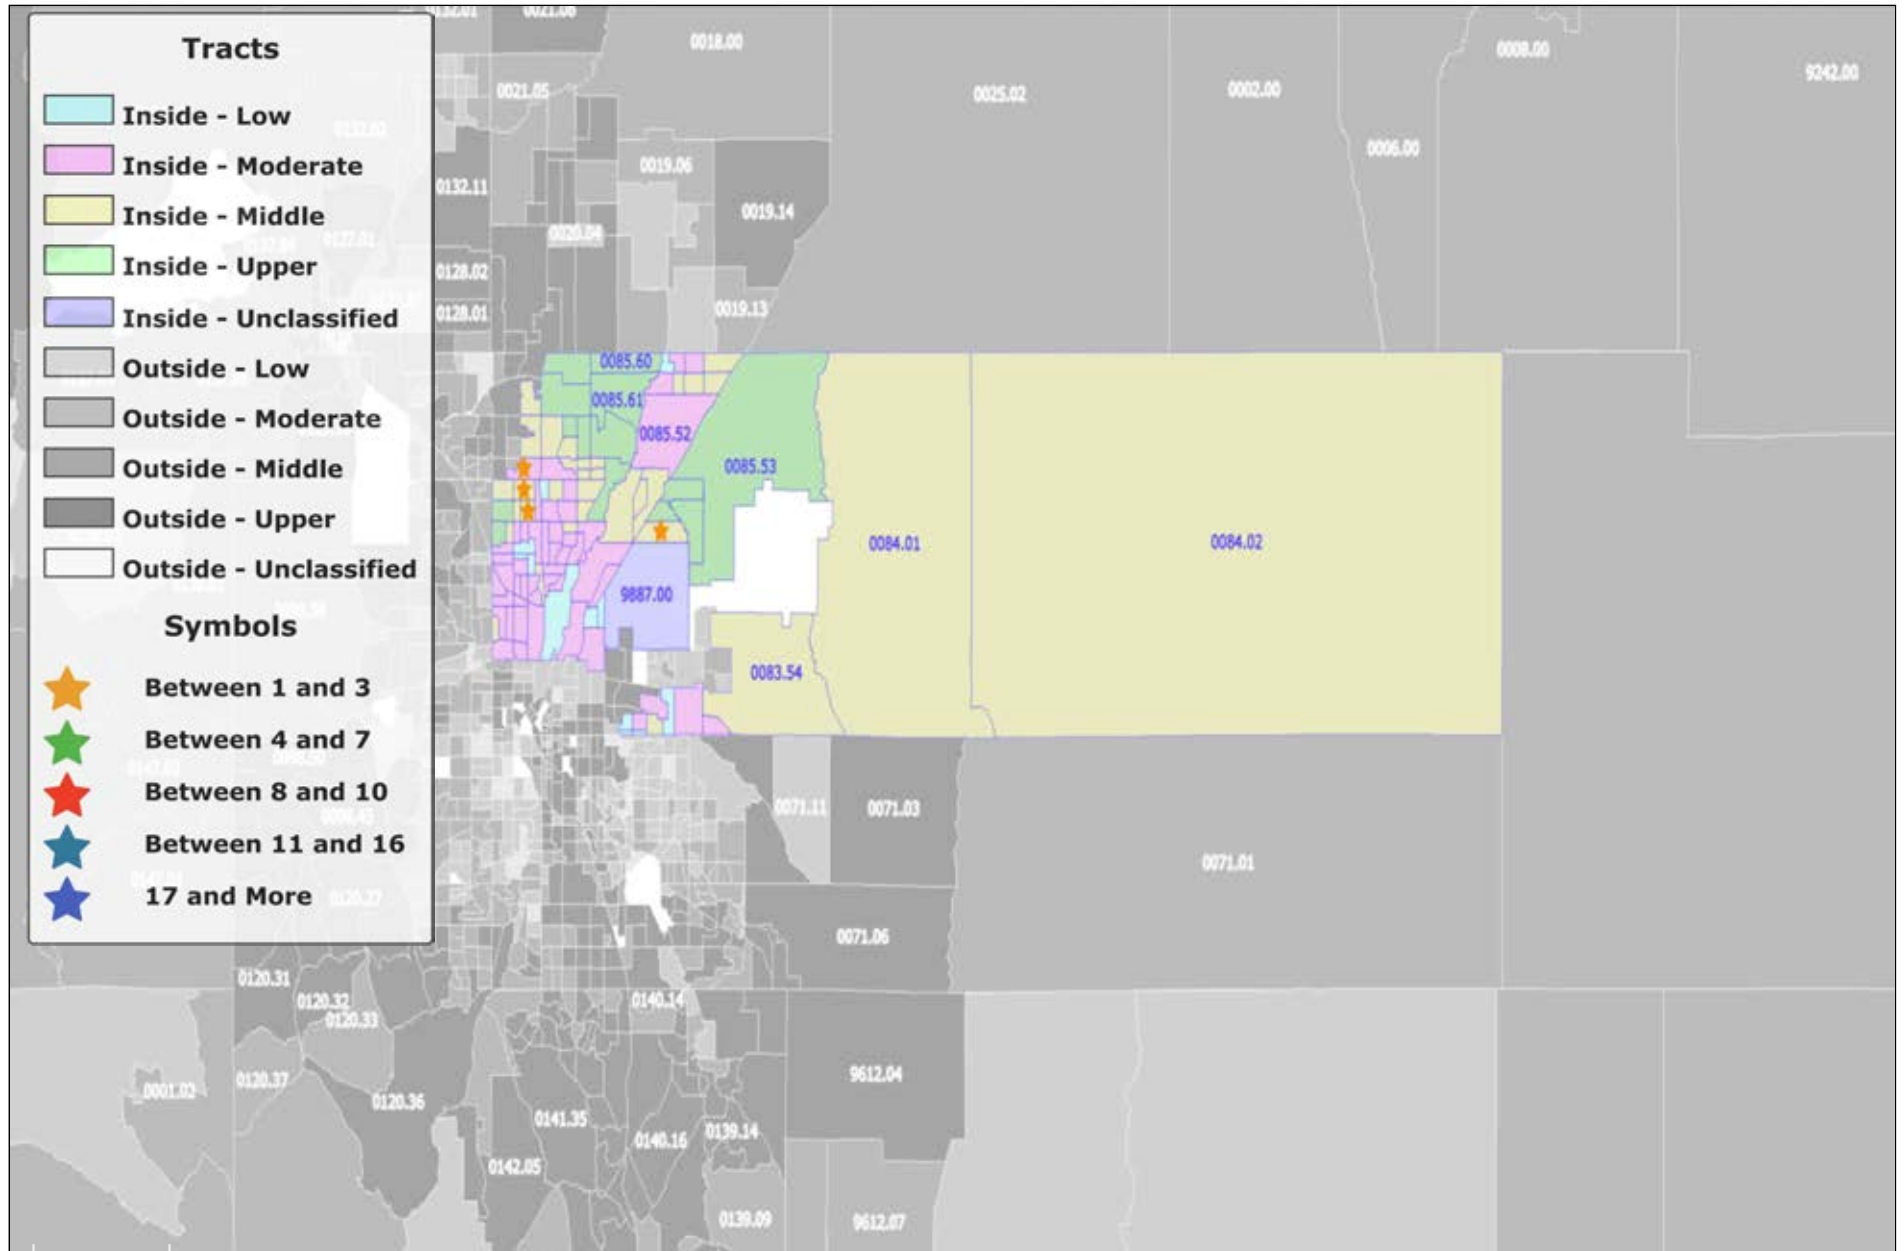 Tracts
Inside - Low
Inside - Moderate
Inside - Middle
Inside - Upper
Inside - Unclassified
Outside - Low
Outside - Moderate
Outside - Middle
Outside - Upper
Outside - Unclassified
Symbols
Between 1 and 3
Between 4 and 7
Between 8 and 10
Between 11 and 16
17 and More
0018.00
0008.00
9242.00
0021.05
0025.02
0002.00
0006.00
0019.06
0132.11
0019.14
0020.04
0128.02
0019.13
0128.01
0085.60
0085.61
0085.52
0085.53
0084.01
0084.02
9887.00
0083.54
0071.11
0071.03
0071.01
0071.06
0120.31
0120.32
0140.14
0120.33
9612.04
0120.37
0001.02
0120.36
0141.35
0139.14
0140.16
0142.05
0139.09
9612.07